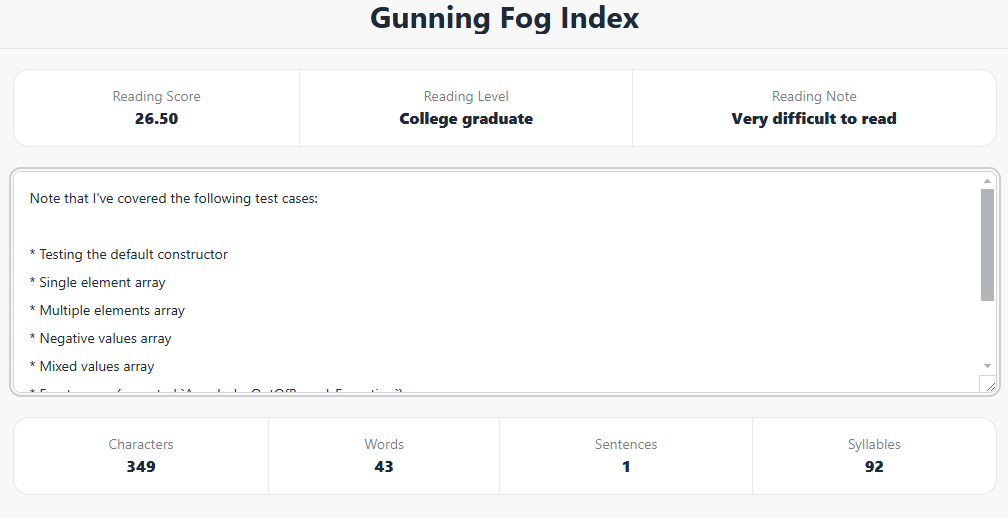 Gunning Fog Index
Reading Score
26.50
Reading Level
College graduate
Reading Note
Very difficult to read
Note that I've covered the following test cases:
* Testing the default constructor
* Single element array
* Multiple elements array
* Negative values array
* Mixed values array
Characters
349
Words
43
Sentences
1
Syllables
92